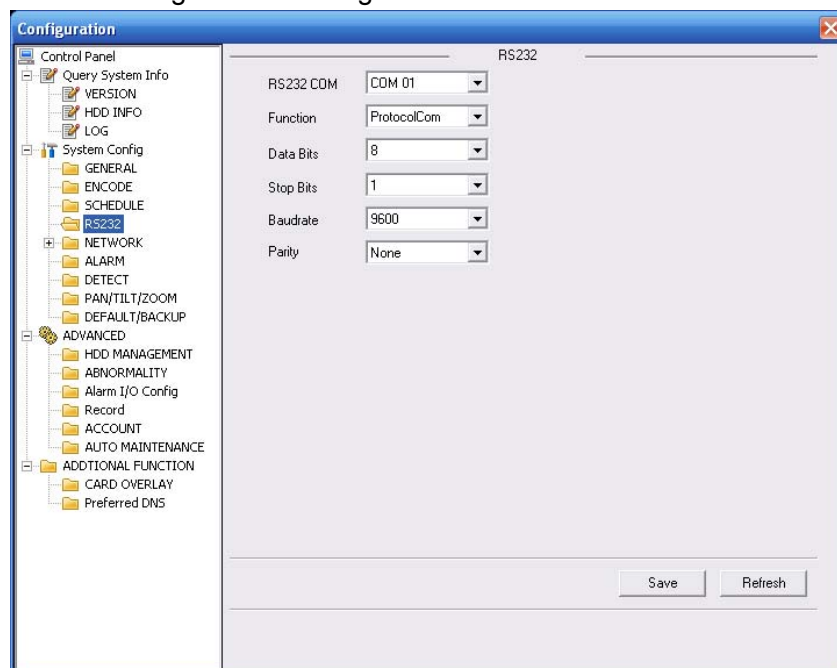 Configuration
Control Panel
Query System Info
VERSION
HDD INFO
LOG
System Config
GENERAL
ENCODE
SCHEDULE
RS232
NETWORK
ALARM
DETECT
PAN/TILT/ZOOM
DEFAULT/BACKUP
ADVANCED
HDD MANAGEMENT
ABNORMALITY
Alarm I/O Config
Record
ACCOUNT
AUTO MAINTENANCE
ADDTIONAL FUNCTION
CARD OVERLAY
Preferred DNS
RS232
RS232 COM COM 01
Function ProtocolCom
Data Bits 8
Stop Bits 1
Baudrate 9600
Parity None
Save Refresh